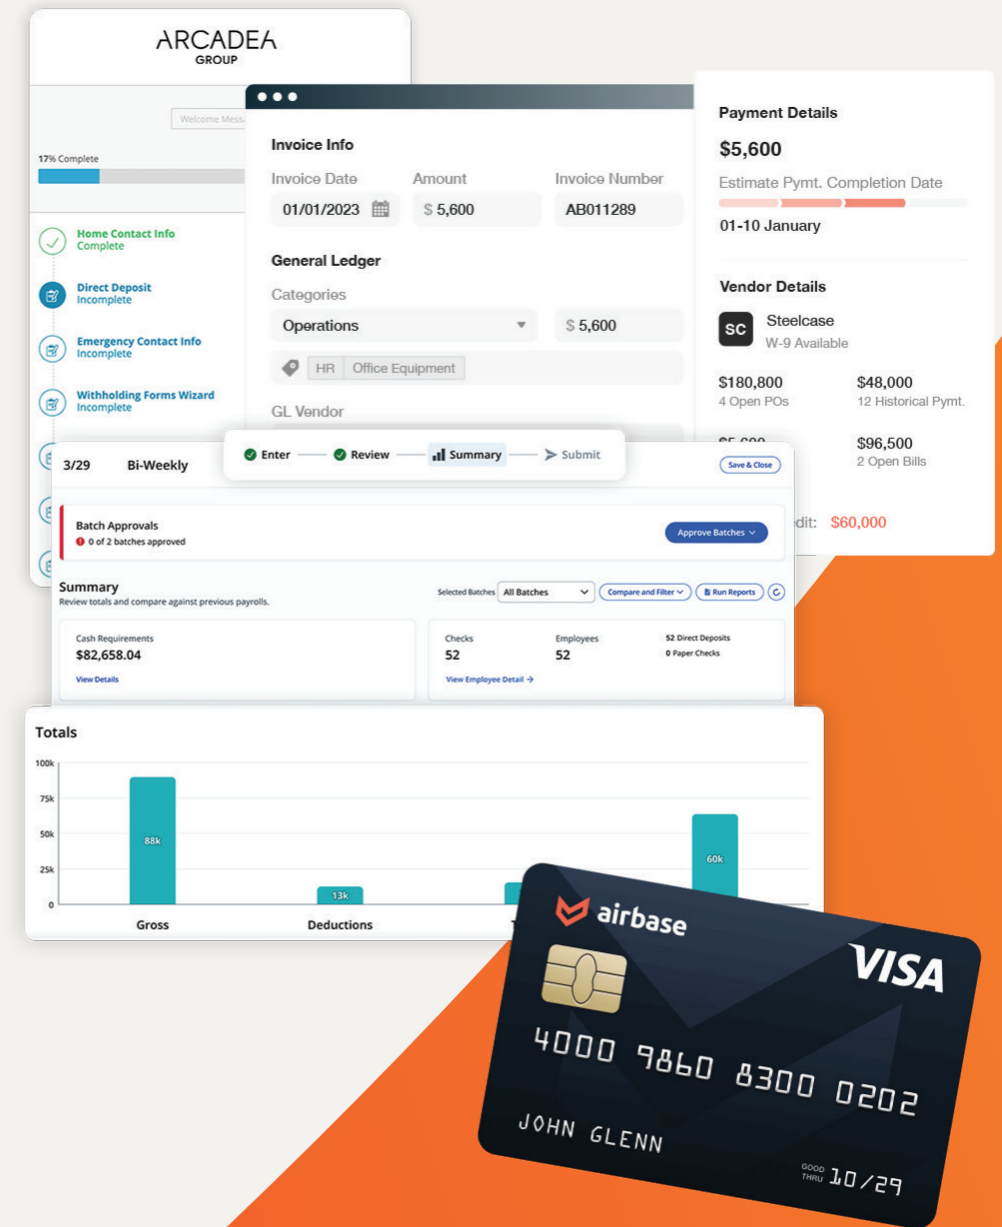 ARCADEA
GROUP
17% Complete
Home Contact Info
Complete
Direct Deposit
Incomplete
Emergency Contact Info
Incomplete
Withholding Forms Wizard
Incomplete
Welcome
Invoice Info
Invoice Date Amount Invoice Number
01/01/2023 $ 5,600 AB011289
General Ledger
Categories
Operations $ 5,600
HR Office Equipment
GL Vendor
Payment Details
$5,600
Estimate Pymt. Completion Date
01-10 January
Vendor Details
SC Steelcase
W-9 Available
$180,800 $48,000
4 Open POs 12 Historical Pymt.
$5,600 $96,500
2 Open Bills
$60,000
Enter Review Summary Submit
3/29 Bi-Weekly Save & Close
Batch Approvals
0 of 2 batches approved
Approve Batches
Summary
Review totals and compare against previous payrolls.
Selected Batches All Batches Compare and Filter Run Reports
Cash Requirements
$82,658.04
View Details
Checks Employees 52 Direct Deposits
52 52 0 Paper Checks
View Employee Detail →
Totals
100k
75k
50k
25k
0
88k
13k
60k
Gross Deductions
airbase
VISA
4000 9860 8300 0202
JOHN GLENN
GOOD THRU 10/29